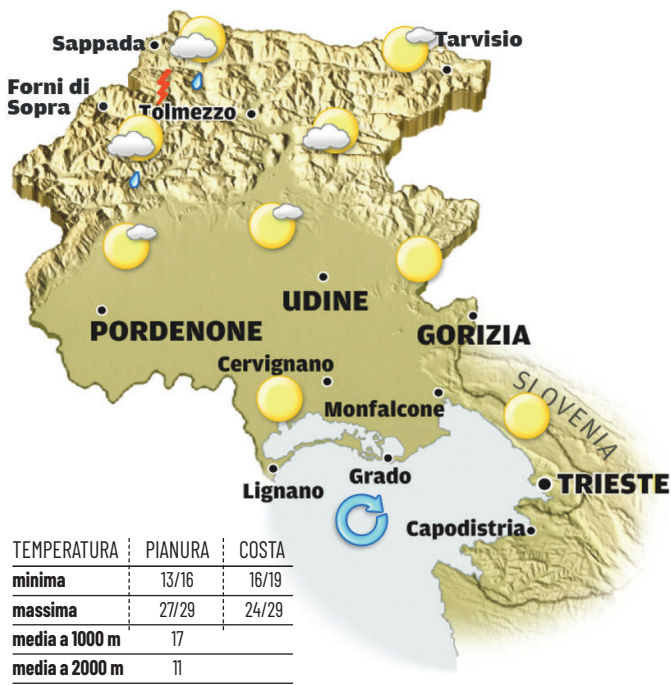 Sappada
Tarvisio
Forni di
Sopra
Tolmezzo
UDINE
PORDENONE
GORIZIA
Cervignano
SLOVENIA
Monfalcone
Grado
TRIESTE
Lignano
Capodistria
TEMPERATURA PIANURA COSTA
minima 13/16 16/19
massima 27/29 24/29
media a 1000 m 17
media a 2000 m 11